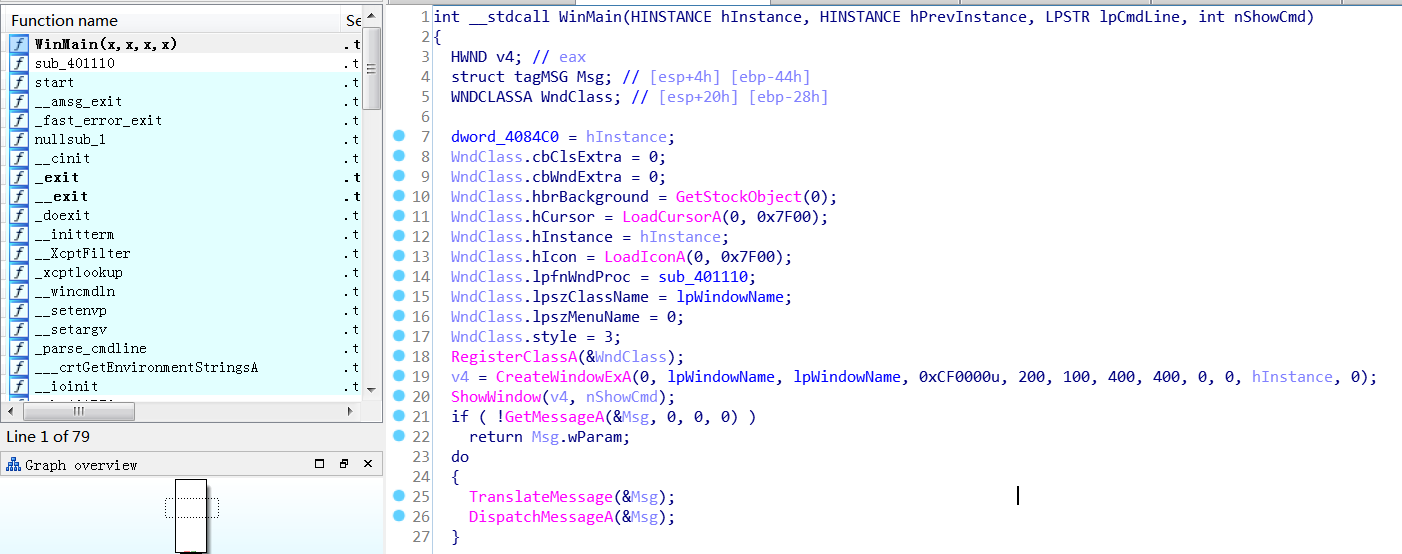 Function name Se
f WinMain(x,x,x,x) .t
f sub_401110 .t
f start .t
f __amsg_exit .t
f _fast_error_exit .t
f nullsub_1 .t
f __cinit .t
f _exit .t
f __exit .t
f _doexit .t
f __initterm .t
f __XcptFilter .t
f _xcptlookup .t
f __wincmdln .t
f __setenvp .t
f __setargv .t
f _parse_cmdline .t
f ___crtGetEnvironmentStringsA .t
f __ioinit .t
Line 1 of 79
Graph overview
1 int __stdcall WinMain(HINSTANCE hInstance, HINSTANCE hPrevInstance, LPSTR lpCmdLine, int nShowCmd)
2 {
3 HWND v4; // eax
4 struct tagMSG Msg; // [esp+4h] [ebp-44h]
5 WNDCLASSA WndClass; // [esp+20h] [ebp-28h]
6
7 dword_4084C0 = hInstance;
8 WndClass.cbClsExtra = 0;
9 WndClass.cbWndExtra = 0;
10 WndClass.hbrBackground = GetStockObject(0);
11 WndClass.hCursor = LoadCursorA(0, 0x7F00);
12 WndClass.hInstance = hInstance;
13 WndClass.hIcon = LoadIconA(0, 0x7F00);
14 WndClass.lpfnWndProc = sub_401110;
15 WndClass.lpszClassName = lpWindowName;
16 WndClass.lpszMenuName = 0;
17 WndClass.style = 3;
18 RegisterClassA(&WndClass);
19 v4 = CreateWindowExA(0, lpWindowName, lpWindowName, 0xCF0000u, 200, 100, 400, 400, 0, 0, hInstance, 0);
20 ShowWindow(v4, nShowCmd);
21 if ( !GetMessageA(&Msg, 0, 0, 0) )
22 return Msg.wParam;
23 do
24 {
25 TranslateMessage(&Msg);
26 DispatchMessageA(&Msg);
27 }